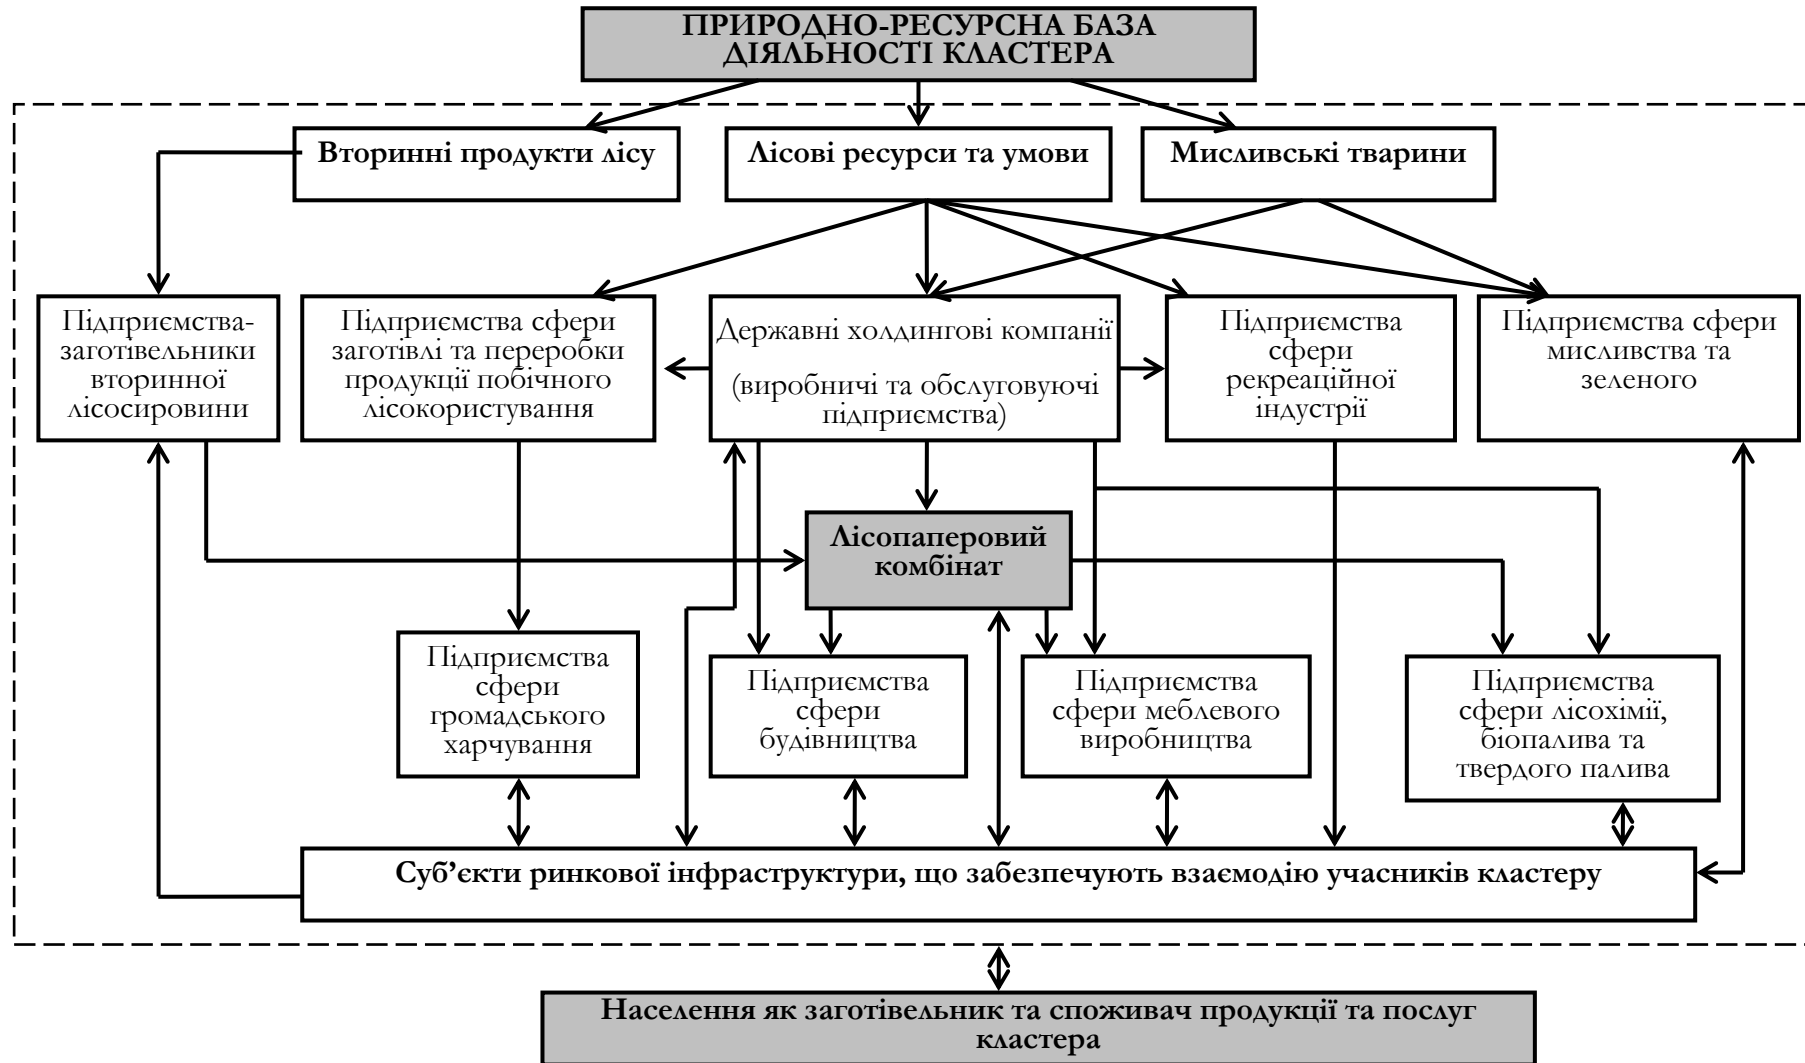 ПРИРОДНО-РЕСУРСНА БАЗА
ДІЯЛЬНОСТІ КЛАСТЕРА
Вторинні продукти лісу
Лісові ресурси та умови
Мисливські тварини
Підприємства-
заготівельники
вторинної
лісосировини
Підприємства сфери
заготівлі та переробки
продукції побічного
лісокористування
Державні холдингові компанії
(виробничі та обслуговуючі
підприємства)
Підприємства
сфери
рекреаційної
індустрії
Підприємства сфери
мисливства та
зеленого
Лісопаперовий
комбінат
Підприємства
сфери
громадського
харчування
Підприємства
сфери
будівництва
Підприємства
сфери меблевого
виробництва
Підприємства
сфери лісохімії,
біопалива та
твердого палива
Суб’єкти ринкової інфраструктури, що забезпечують взаємодію учасників кластеру
Населення як заготівельник та споживач продукції та послуг
кластера